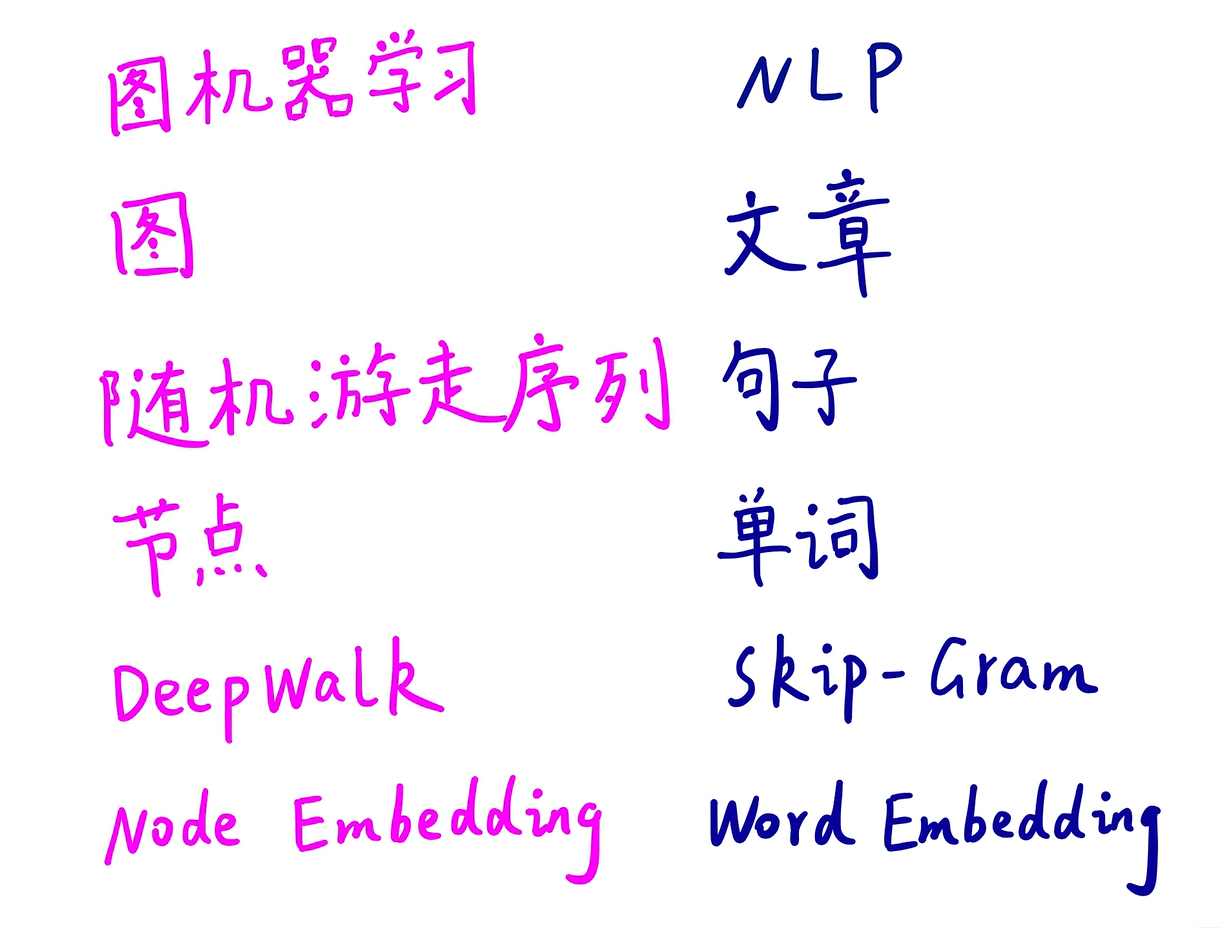 图机器学习 NLP
图 文章
随机游走序列 句子
节点 单词
DeepWalk Skip-Gram
Node Embedding Word Embedding